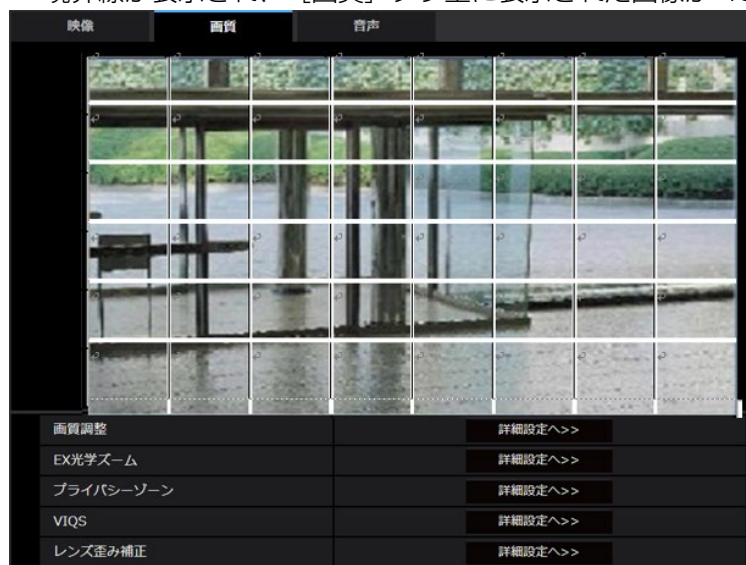 映像 画質 音声
画質調整 詳細設定へ>>
EX光学ズーム 詳細設定へ>>
プライバシーゾーン 詳細設定へ>>
VIQS 詳細設定へ>>
レンズ歪み補正 詳細設定へ>>